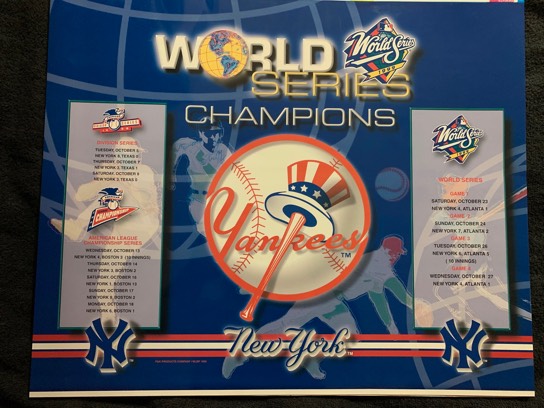 WORLD
SERIES
CHAMPIONS
World Series
1999
DIVISION SERIES
TUESDAY, OCTOBER 5
NEW YORK 8, TEXAS 0
THURSDAY, OCTOBER 7
NEW YORK 3, TEXAS 1
SATURDAY, OCTOBER 9
NEW YORK 3, TEXAS 0
CHAMPIONSHIP
AMERICAN LEAGUE
CHAMPIONSHIP SERIES
WEDNESDAY, OCTOBER 13
NEW YORK 4, BOSTON 3 (10 INNINGS)
THURSDAY, OCTOBER 14
NEW YORK 3, BOSTON 2
SATURDAY, OCTOBER 16
NEW YORK 1, BOSTON 13
SUNDAY, OCTOBER 17
NEW YORK 9, BOSTON 2
MONDAY, OCTOBER 18
NEW YORK 6, BOSTON 1
NY
Yankees
TM
New York
TM
World Series
1999
WORLD SERIES
GAME 1
SATURDAY, OCTOBER 23
NEW YORK 4, ATLANTA 1
GAME 2
SUNDAY, OCTOBER 24
NEW YORK 7, ATLANTA 2
GAME 3
TUESDAY, OCTOBER 26
NEW YORK 6, ATLANTA 5
(10 INNINGS)
GAME 4
WEDNESDAY, OCTOBER 27
NEW YORK 4, ATLANTA 1
NY